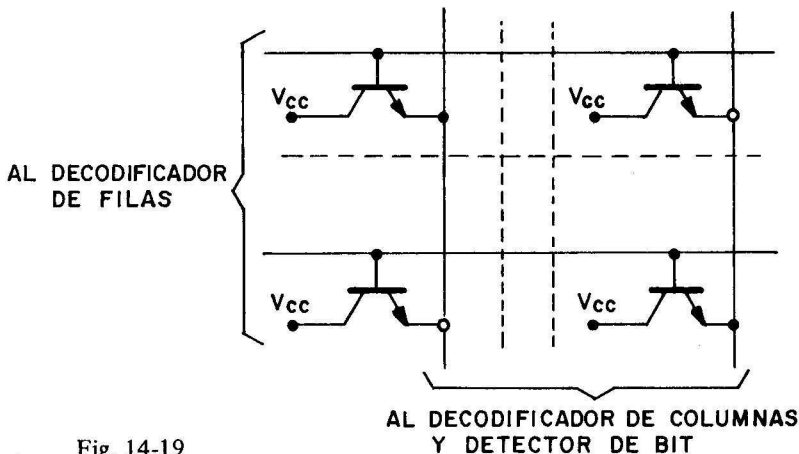 Vcc
Vcc
AL DECODIFICADOR
DE FILAS
Vcc
Vcc
AL DECODIFICADOR DE COLUMNAS
Y DETECTOR DE BIT
Fig. 14-19